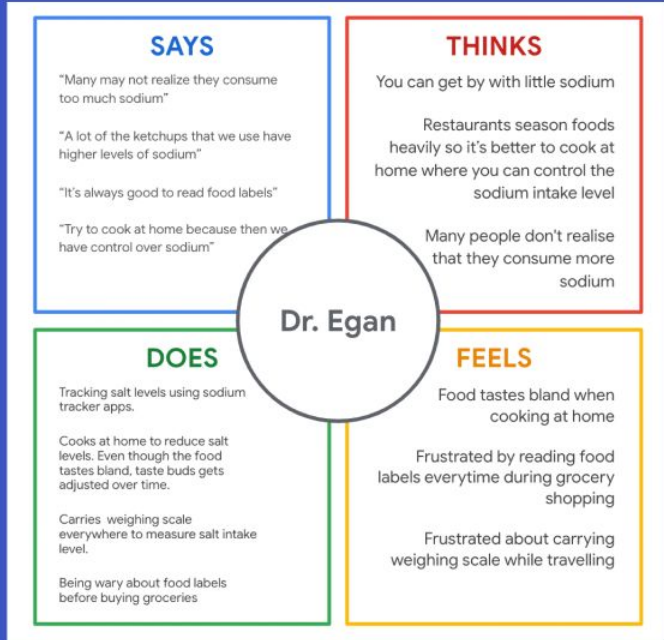 SAYS
“Many may not realize they consume
too much sodium”
“A lot of the ketchups that we use have
higher levels of sodium”
“It’s always good to read food labels”
“Try to cook at home because then we
have control over sodium”
THINKS
You can get by with little sodium
Restaurants season foods
heavily so it’s better to cook at
home where you can control the
sodium intake level
Many people don't realise
that they consume more
sodium
Dr. Egan
DOES
Tracking salt levels using sodium
tracker apps.
Cooks at home to reduce salt
levels. Even though the food
tastes bland, taste buds gets
adjusted over time.
Carries weighing scale
everywhere to measure salt intake
level.
Being wary about food labels
before buying groceries
FEELS
Food tastes bland when
cooking at home
Frustrated by reading food
labels everytime during grocery
shopping
Frustrated about carrying
weighing scale while travelling